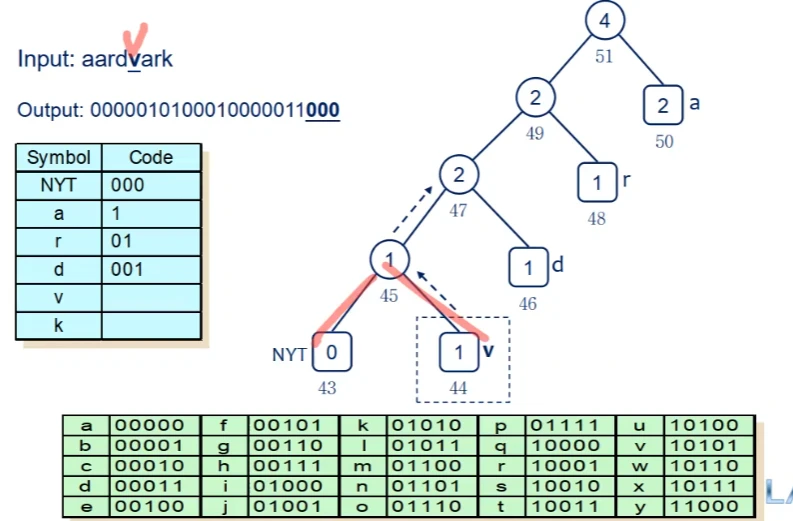 Input: aardvark
Output: 0000010100010000011000
Symbol Code
NYT 000
a 1
r 01
d 001
v
k
4
51
2
49
2 a
50
2
47
1 r
48
1
45
1 d
46
NYT 0
43
1 v
44
a 00000 f 00101 k 01010 p 01111 u 10100
b 00001 g 00110 l 01011 q 10000 v 10101
c 00010 h 00111 m 01100 r 10001 w 10110
d 00011 i 01000 n 01101 s 10010 x 10111
e 00100 j 01001 o 01110 t 10011 y 11000